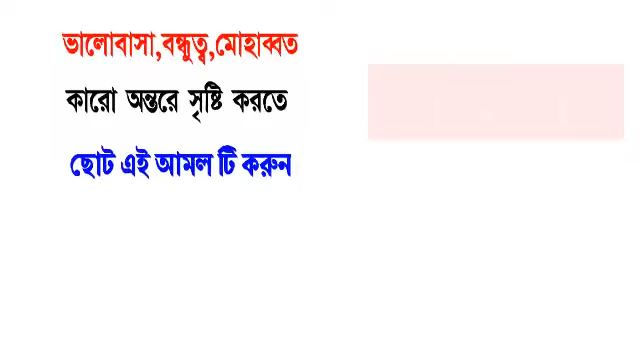 ভালোবাসা,বন্ধুত্ব,মোহাব্বত
কারো অন্তরে সৃষ্টি করতে
ছোট এই আমল টি করুন